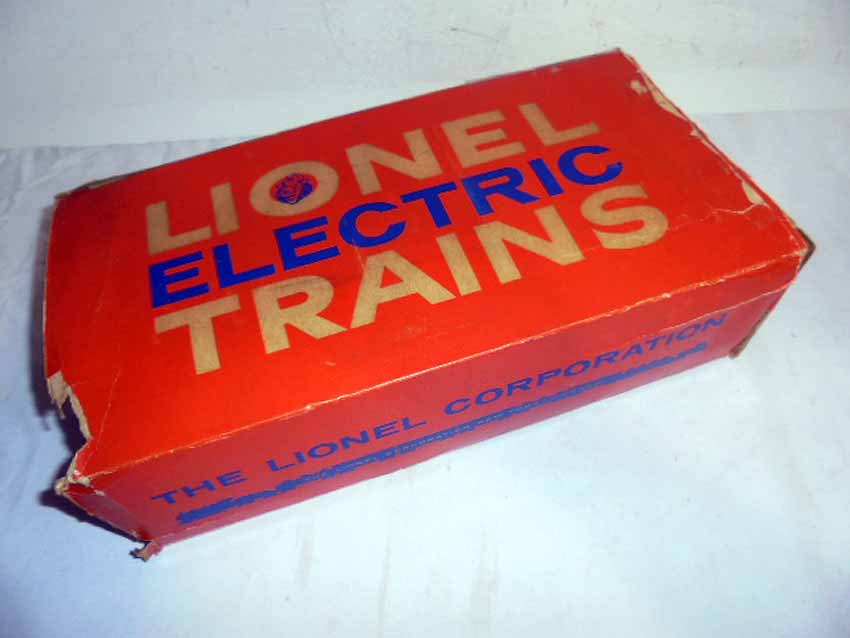 LIONEL
ELECTRIC
TRAINS
THE LIONEL CORPORATION